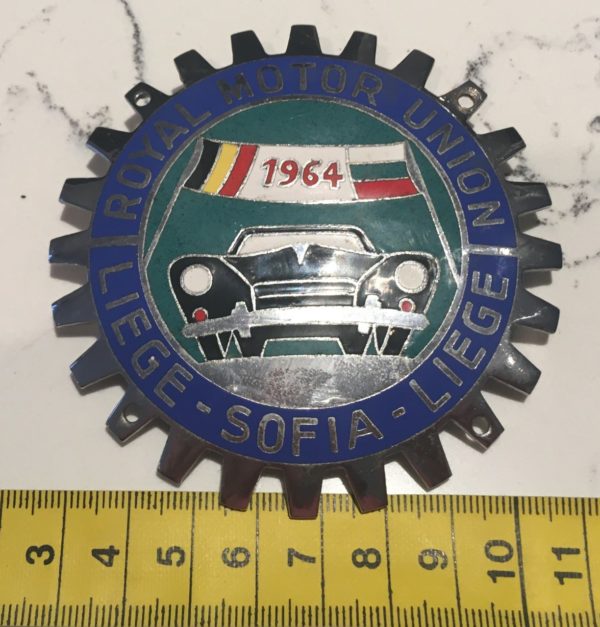 ROYAL MOTOR UNION
1964
LIEGE - SOFIA - LIEGE
3 4 5 6 7 8 9 10 11